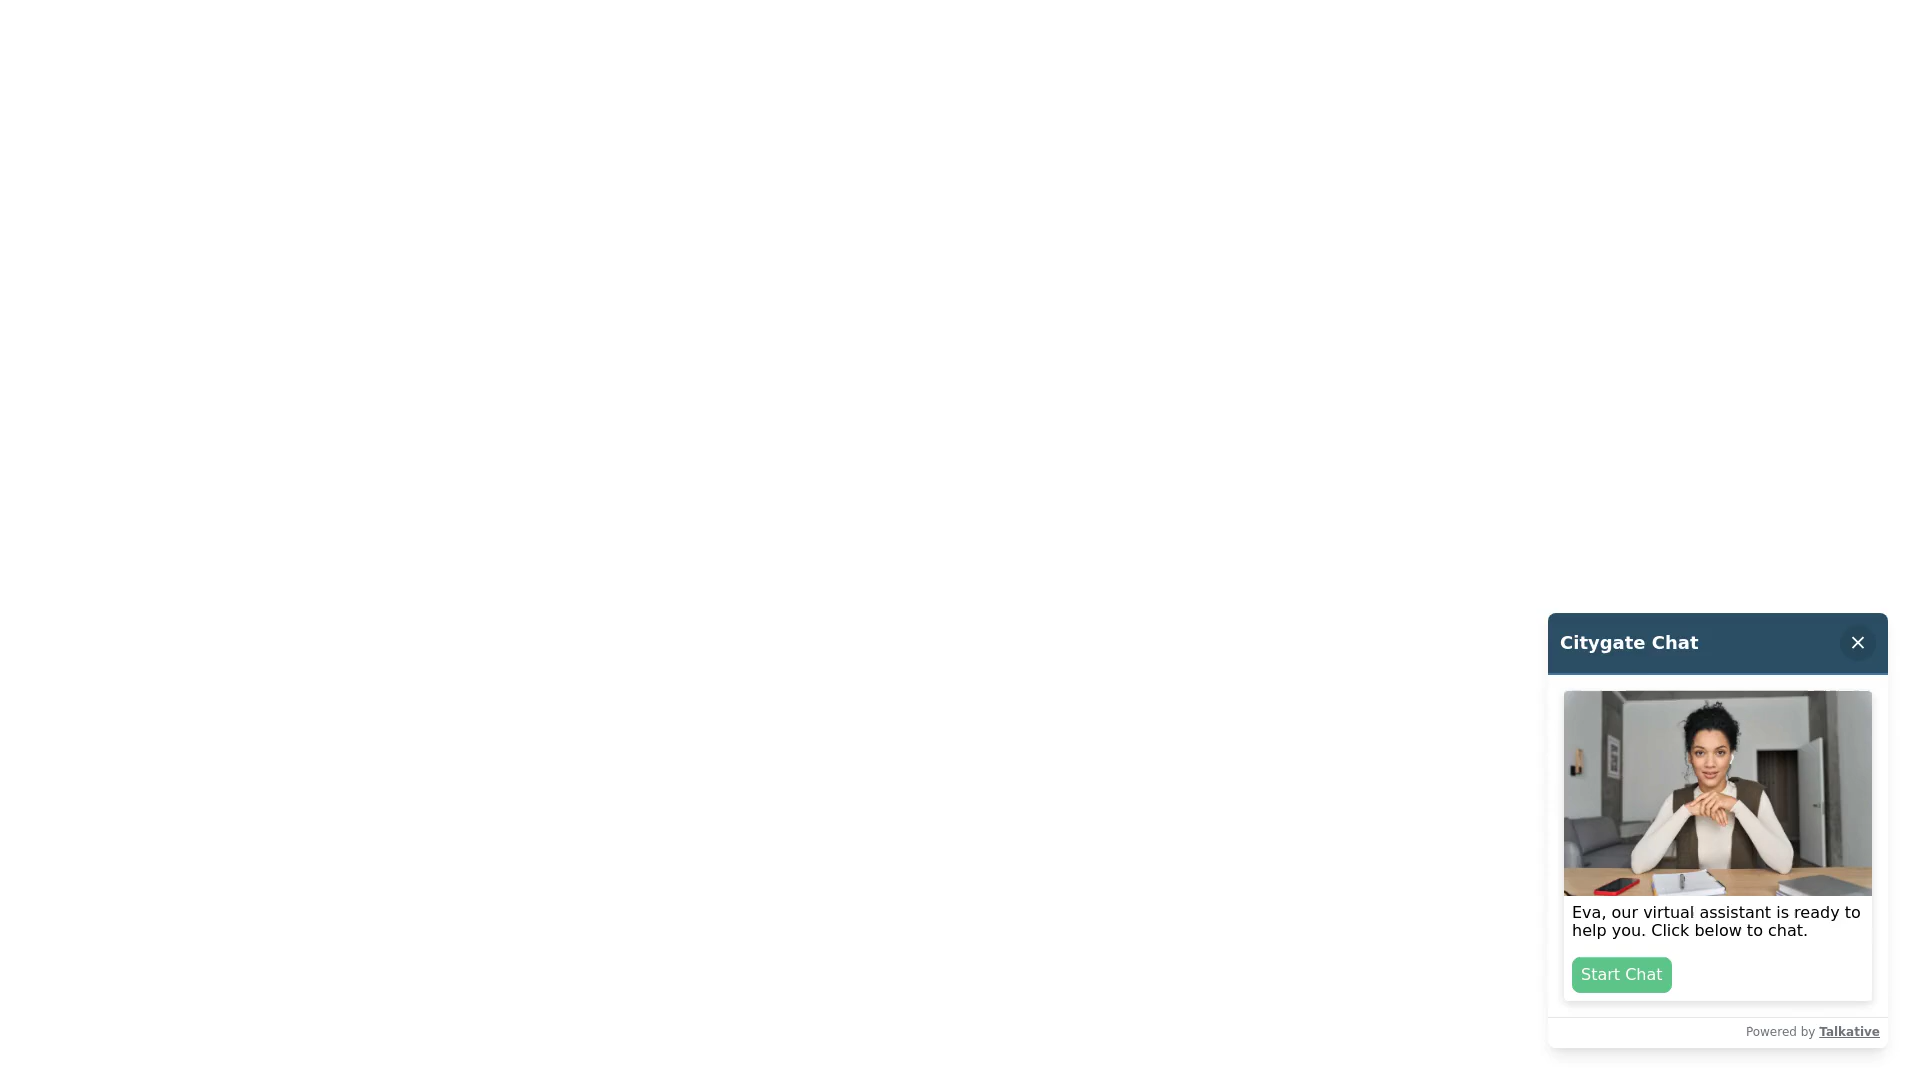 Citygate Chat
Eva, our virtual assistant is ready to
help you. Click below to chat.
Start Chat
Powered by Talkative